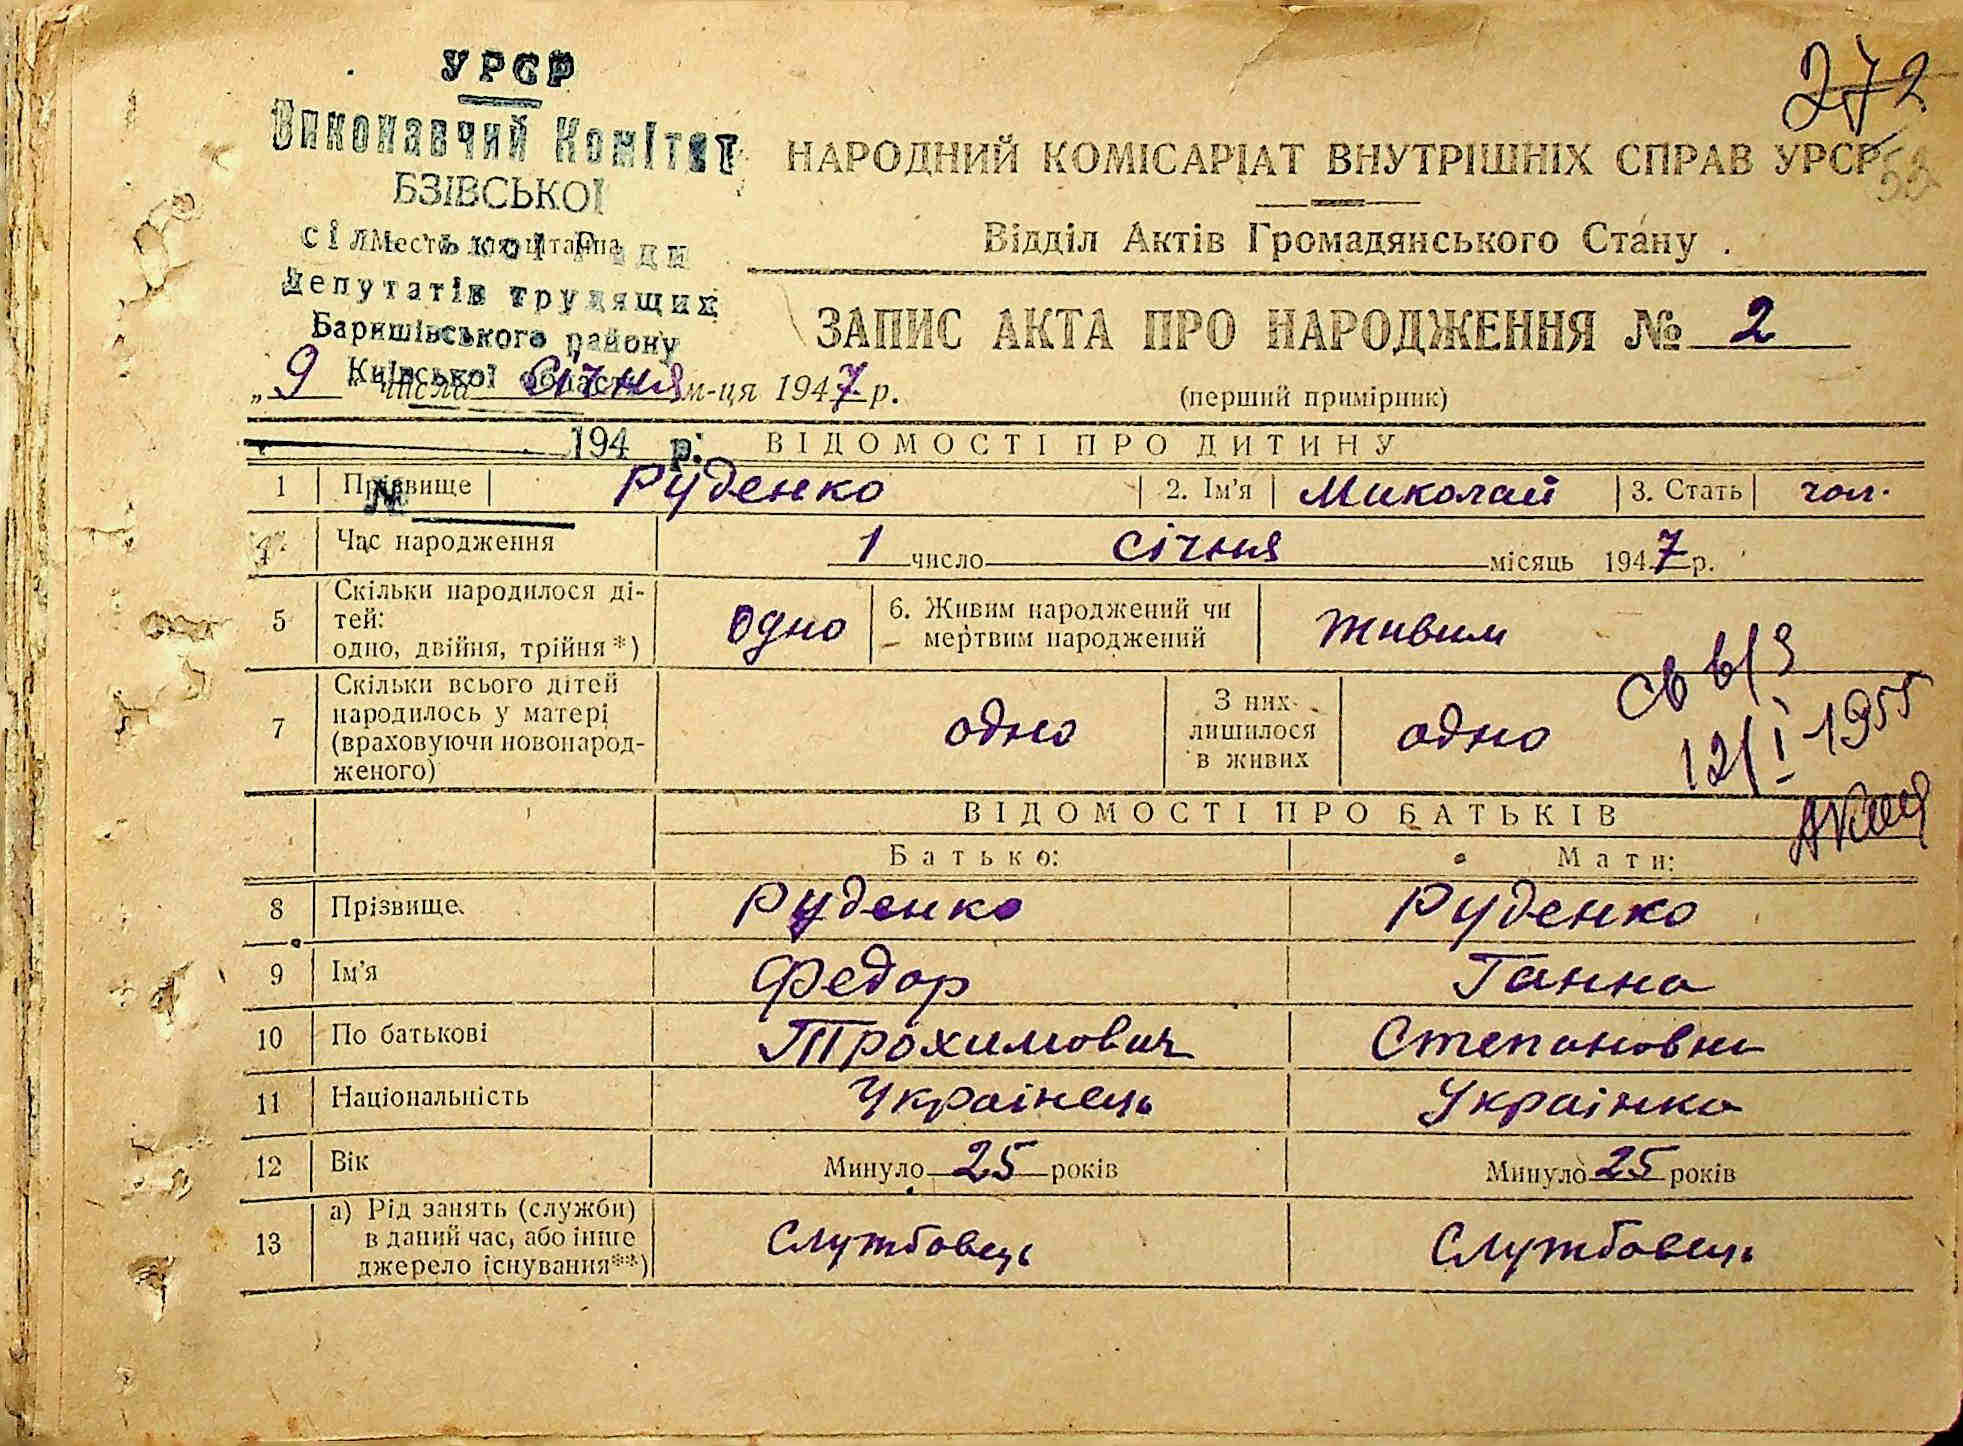 272
УРСР
Виконавчий Комітет
БЗІВСЬКОЇ
сільської Ради
Депутатів трудящих
Баришівського району
Київської області
194 р.
№
НАРОДНИЙ КОМІСАРІАТ ВНУТРІШНІХ СПРАВ УРСР
Відділ Актів Громадянського Стану
ЗАПИС АКТА ПРО НАРОДЖЕННЯ № 2
(перший примірник)
„9 числа січня м-ця 1947 р.
ВІДОМОСТІ ПРО ДИТИНУ
1 Прізвище Руденко 2. Ім'я Миколай 3. Стать чол.
4 Час народження 1 число січня місяць 1947 р.
5 Скільки народилося ді-
тей:
одно, двійня, трійня *) одно 6. Живим народжений чи
мертвим народжений живим
7 Скільки всього дітей
народилось у матері
(враховуючи новонарод-
женого) одно З них
лишилося
в живих одно
12/I-1955
ВІДОМОСТІ ПРО БАТЬКІВ
Батько: Мати:
8 Прізвище Руденко Руденко
9 Ім'я Федор Ганна
10 По батькові Трохимович Степановна
11 Національність Українець Українка
12 Вік Минуло 25 років Минуло 25 років
13 а) Рід занять (служби)
в даний час, або інше
джерело існування**) Службовець Службовець